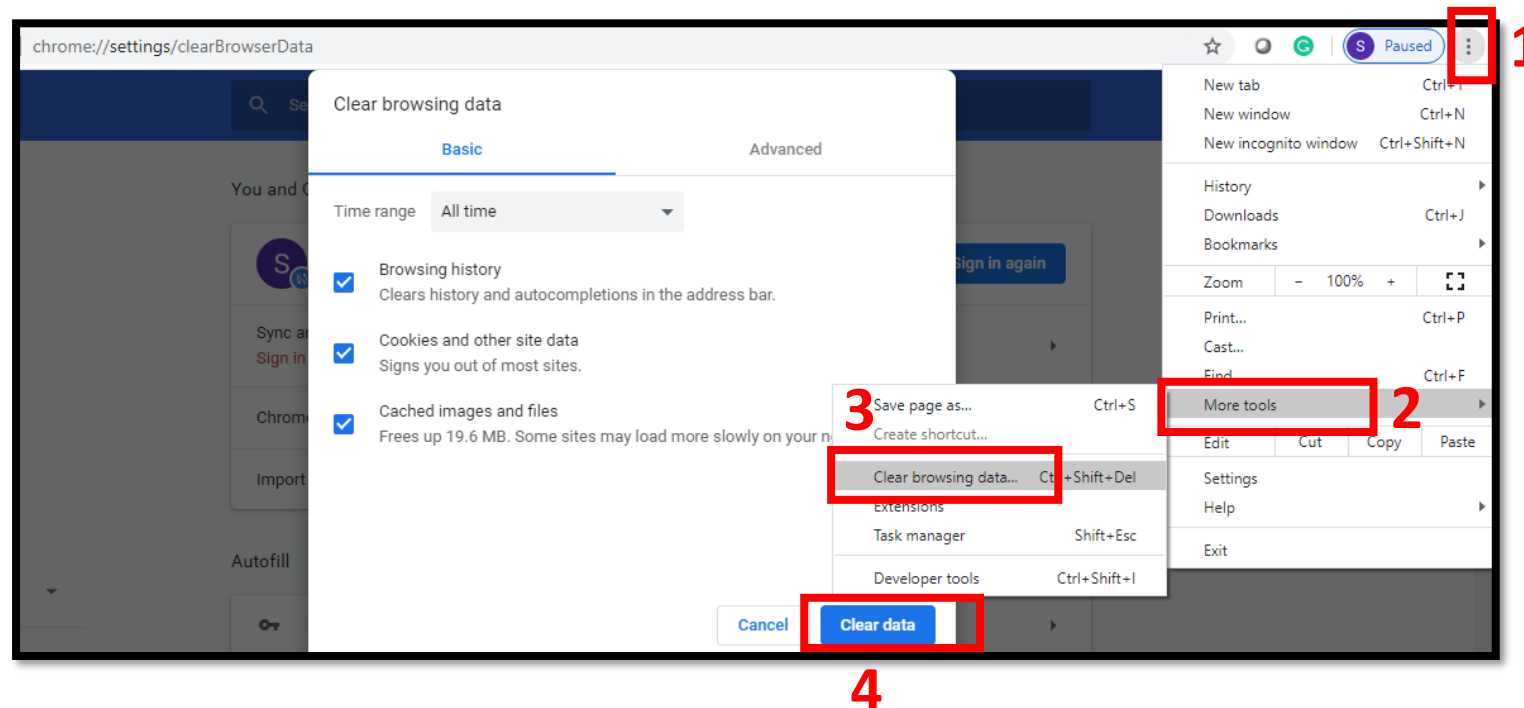 chrome://settings/clearBrowserData
S Paused
1
Se
Clear browsing data
Basic Advanced
Time range All time
Browsing history
Clears history and autocompletions in the address bar.
Cookies and other site data
Signs you out of most sites.
Cached images and files
Frees up 19.6 MB. Some sites may load more slowly on your n
Cancel Clear data
4
You and
S
Sign in again
Sync a
Sign in
Chrom
Import
Autofill
New tab Ctrl+T
New window Ctrl+N
New incognito window Ctrl+Shift+N
History
Downloads Ctrl+J
Bookmarks
Zoom − 100% +
Print... Ctrl+P
Cast...
Find... Ctrl+F
More tools 2
Edit Cut Copy Paste
Settings
Help
Exit
3
Save page as... Ctrl+S
Create shortcut...
Clear browsing data... Ctrl+Shift+Del
Extensions
Task manager Shift+Esc
Developer tools Ctrl+Shift+I